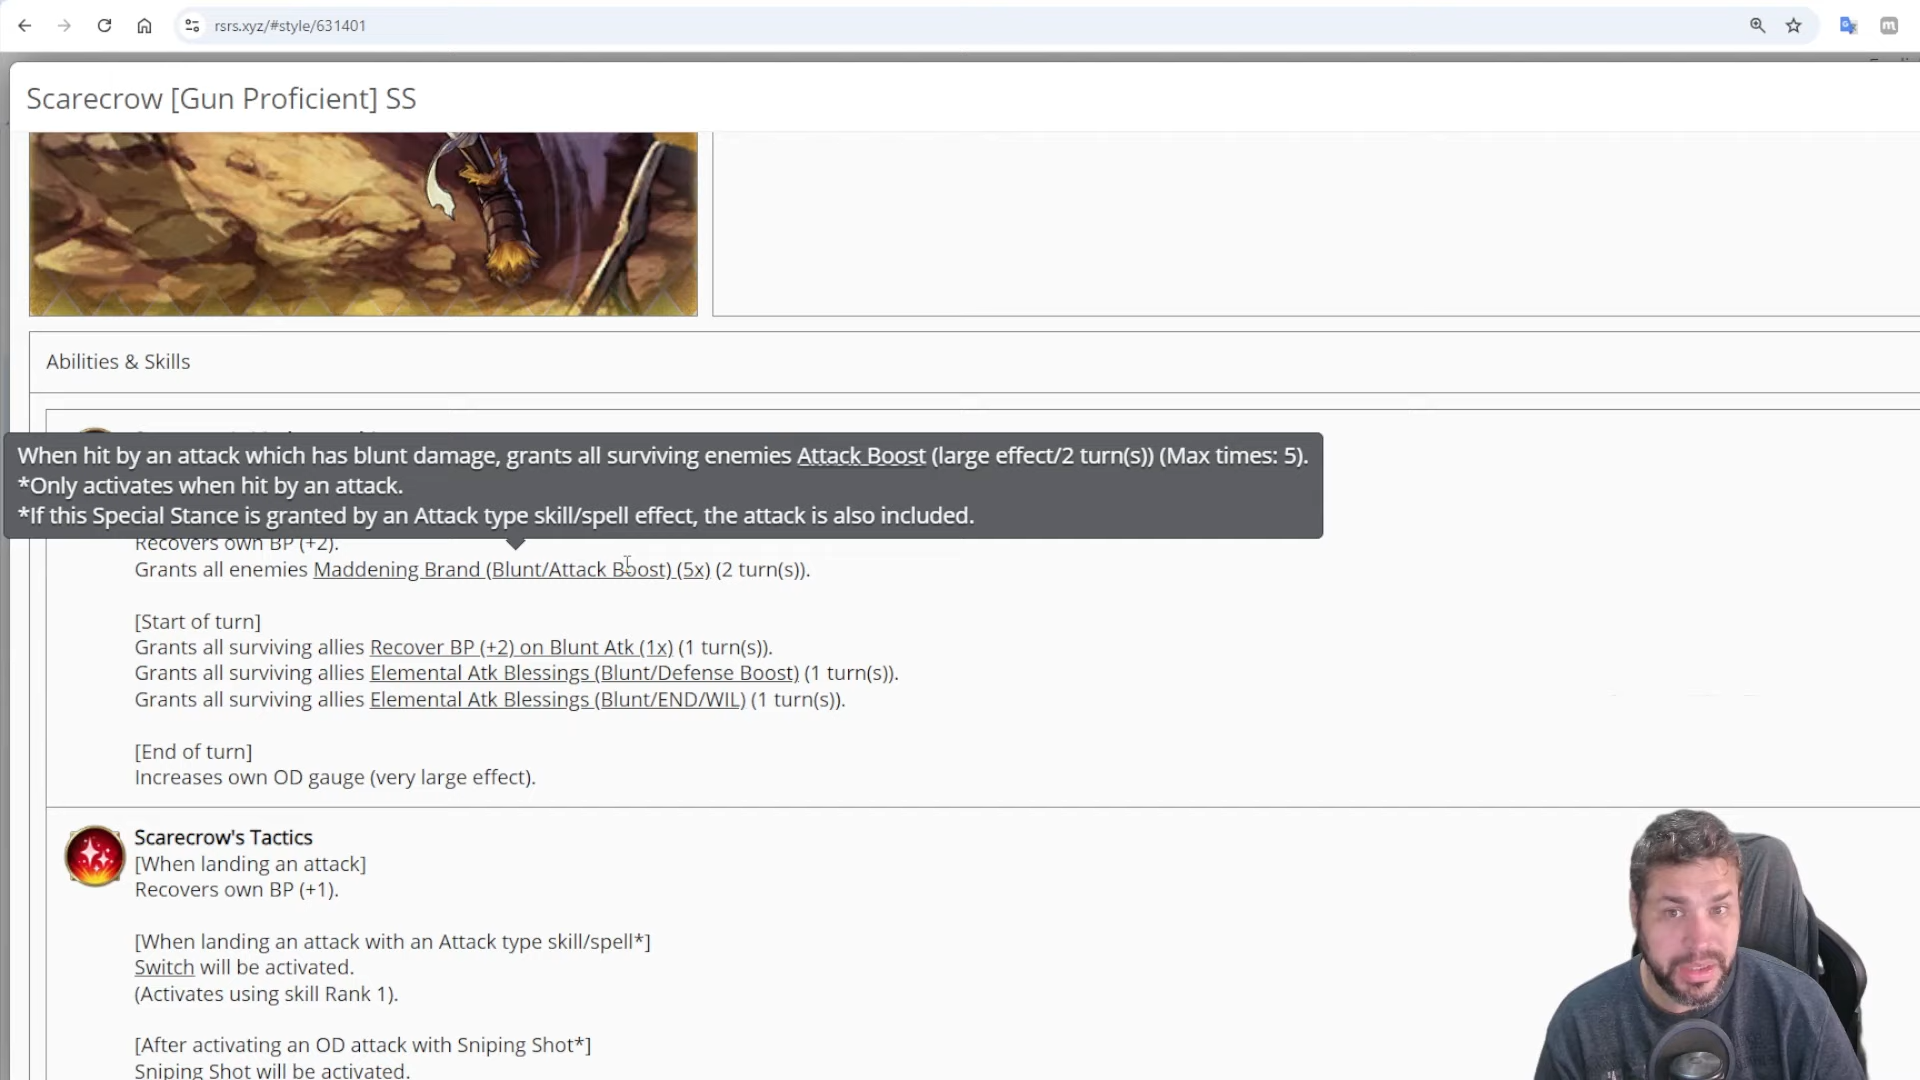 rsrs.xyz/#style/631401
Scarecrow [Gun Proficient] SS
Abilities & Skills
When hit by an attack which has blunt damage, grants all surviving enemies Attack Boost (large effect/2 turn(s)) (Max times: 5).
*Only activates when hit by an attack.
*If this Special Stance is granted by an Attack type skill/spell effect, the attack is also included.
Recovers own BP (+2).
Grants all enemies Maddening Brand (Blunt/Attack Boost) (5x) (2 turn(s)).
[Start of turn]
Grants all surviving allies Recover BP (+2) on Blunt Atk (1x) (1 turn(s)).
Grants all surviving allies Elemental Atk Blessings (Blunt/Defense Boost) (1 turn(s)).
Grants all surviving allies Elemental Atk Blessings (Blunt/END/WIL) (1 turn(s)).
[End of turn]
Increases own OD gauge (very large effect).
Scarecrow's Tactics
[When landing an attack]
Recovers own BP (+1).
[When landing an attack with an Attack type skill/spell*]
Switch will be activated.
(Activates using skill Rank 1).
[After activating an OD attack with Sniping Shot*]
Sniping Shot will be activated.